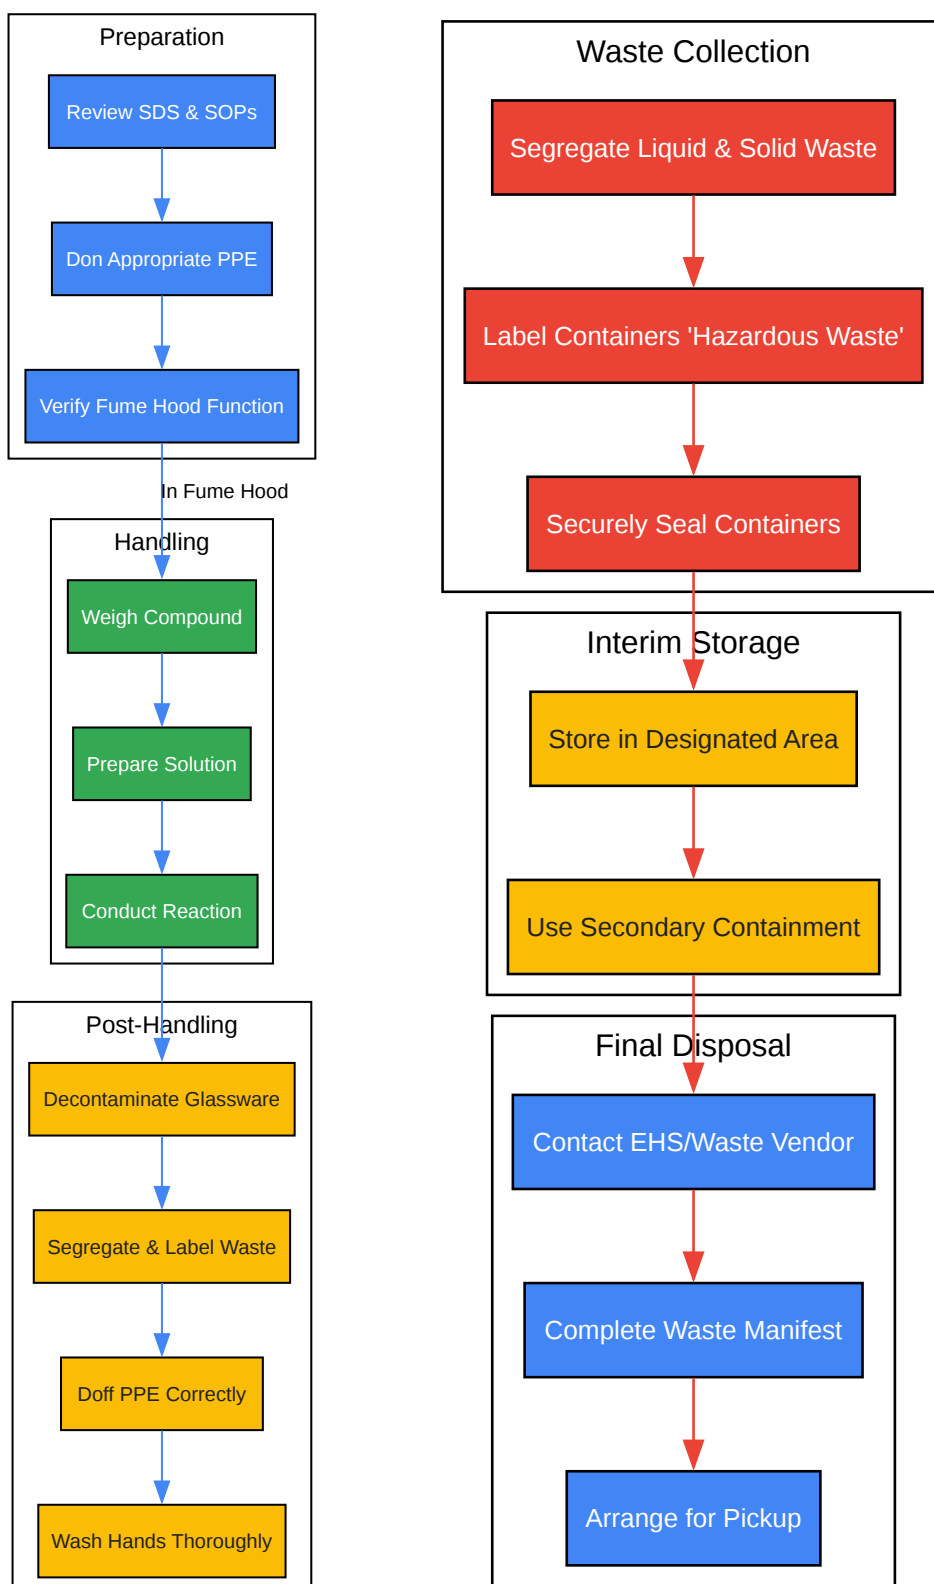 Preparation
Review SDS & SOPs
Don Appropriate PPE
Verify Fume Hood Function
In Fume Hood
Handling
Weigh Compound
Prepare Solution
Conduct Reaction
Post-Handling
Decontaminate Glassware
Segregate & Label Waste
Doff PPE Correctly
Wash Hands Thoroughly
Waste Collection
Segregate Liquid & Solid Waste
Label Containers 'Hazardous Waste'
Securely Seal Containers
Interim Storage
Store in Designated Area
Use Secondary Containment
Final Disposal
Contact EHS/Waste Vendor
Complete Waste Manifest
Arrange for Pickup